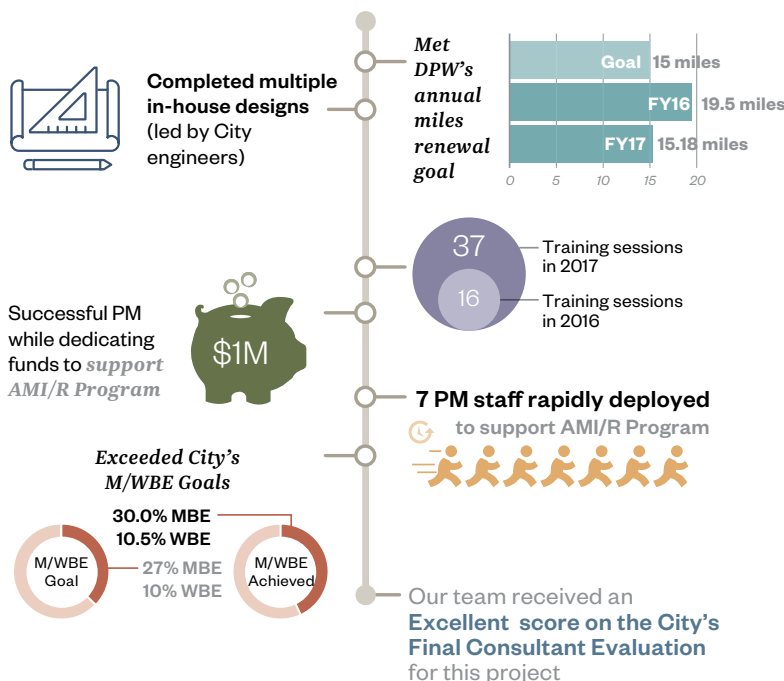 Completed multiple
in-house designs
(led by City
engineers)
Met
DPW's
annual
miles
renewal
goal
Goal 15 miles
FY16 19.5 miles
FY17 15.18 miles
0 5 10 15 20
37
Training sessions
in 2017
16
Training sessions
in 2016
Successful PM
while dedicating
funds to support
AMI/R Program
$1M
7 PM staff rapidly deployed
to support AMI/R Program
Exceeded City's
M/WBE Goals
30.0% MBE
10.5% WBE
27% MBE
10% WBE
M/WBE
Goal
M/WBE
Achieved
Our team received an
Excellent score on the City's
Final Consultant Evaluation
for this project